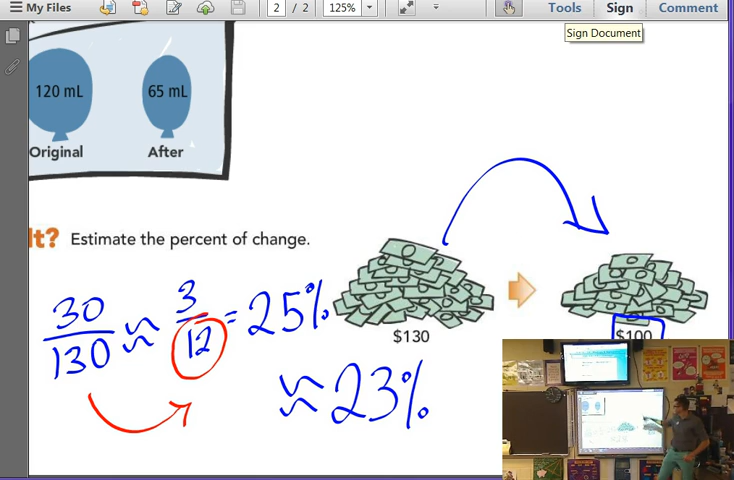 My Files 2 / 2 125% Tools Sign Comment
Sign Document
120 mL 65 mL
Original After
It? Estimate the percent of change.
30/130 ≈ 3/12 = 25%
≈ 23%
$130 $100